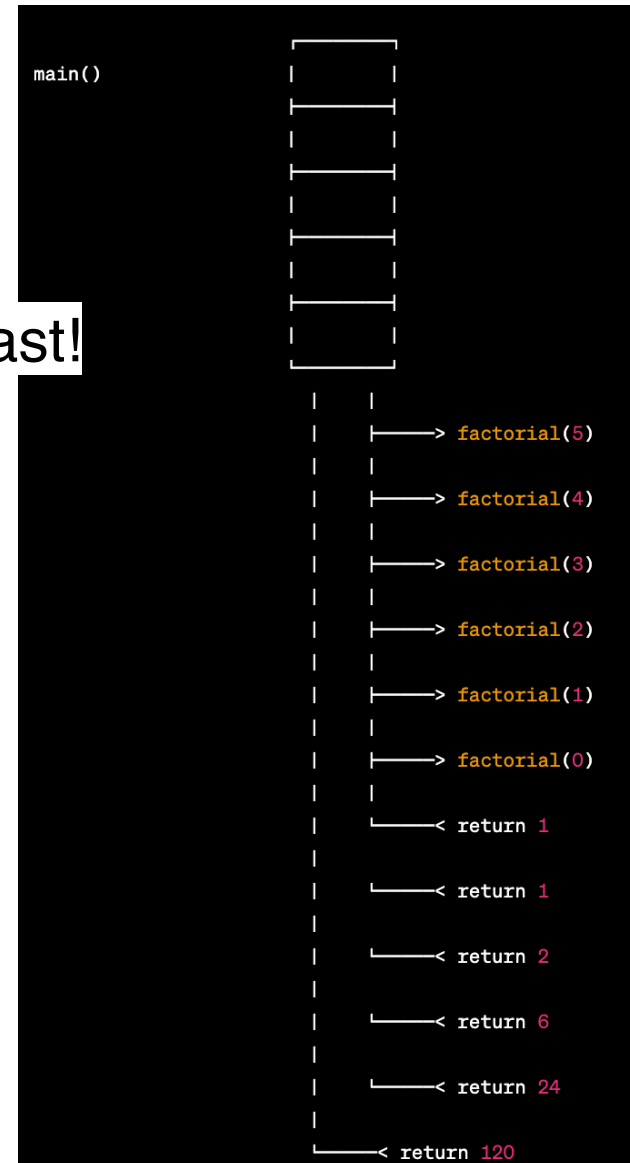 main()
ast!
factorial(5)
factorial(4)
factorial(3)
factorial(2)
factorial(1)
factorial(0)
return 1
return 1
return 2
return 6
return 24
return 120